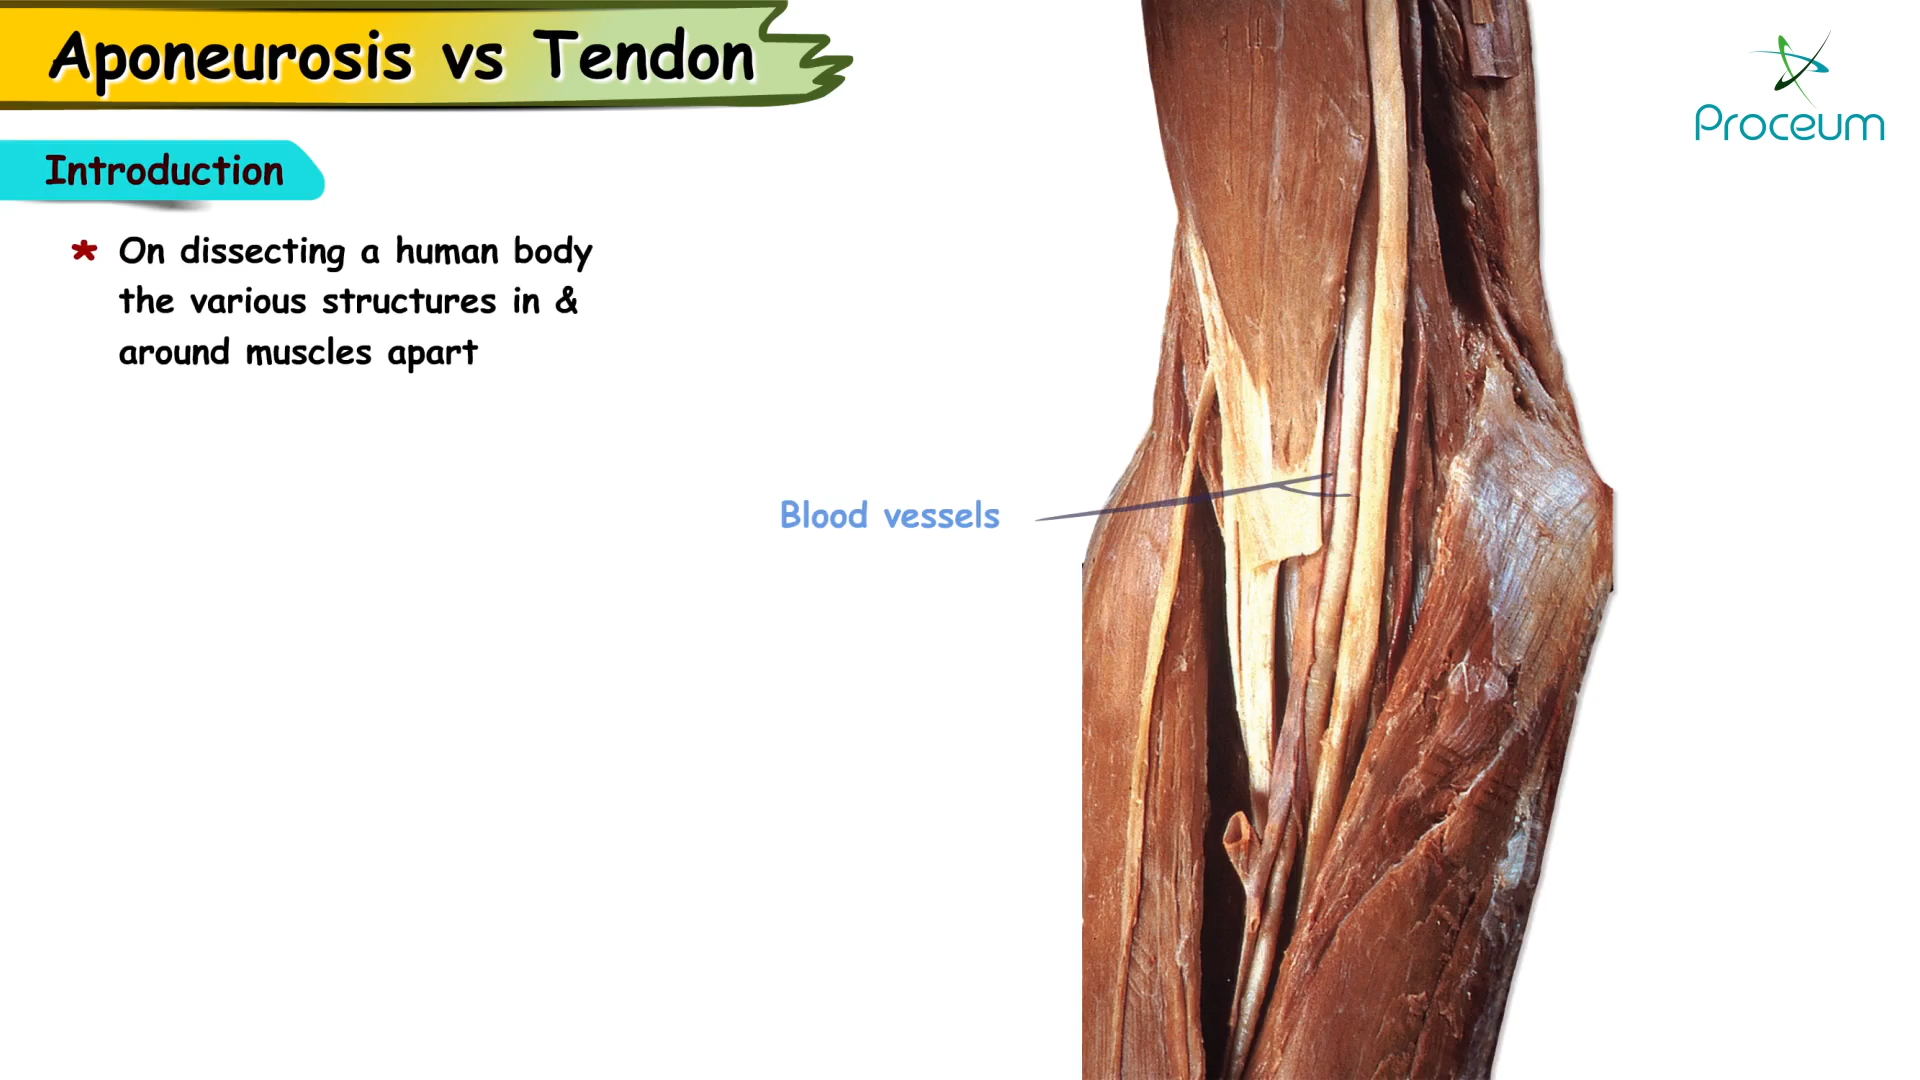 Aponeurosis vs Tendon
Proceum
Introduction
* On dissecting a human body
the various structures in &
around muscles apart
Blood vessels